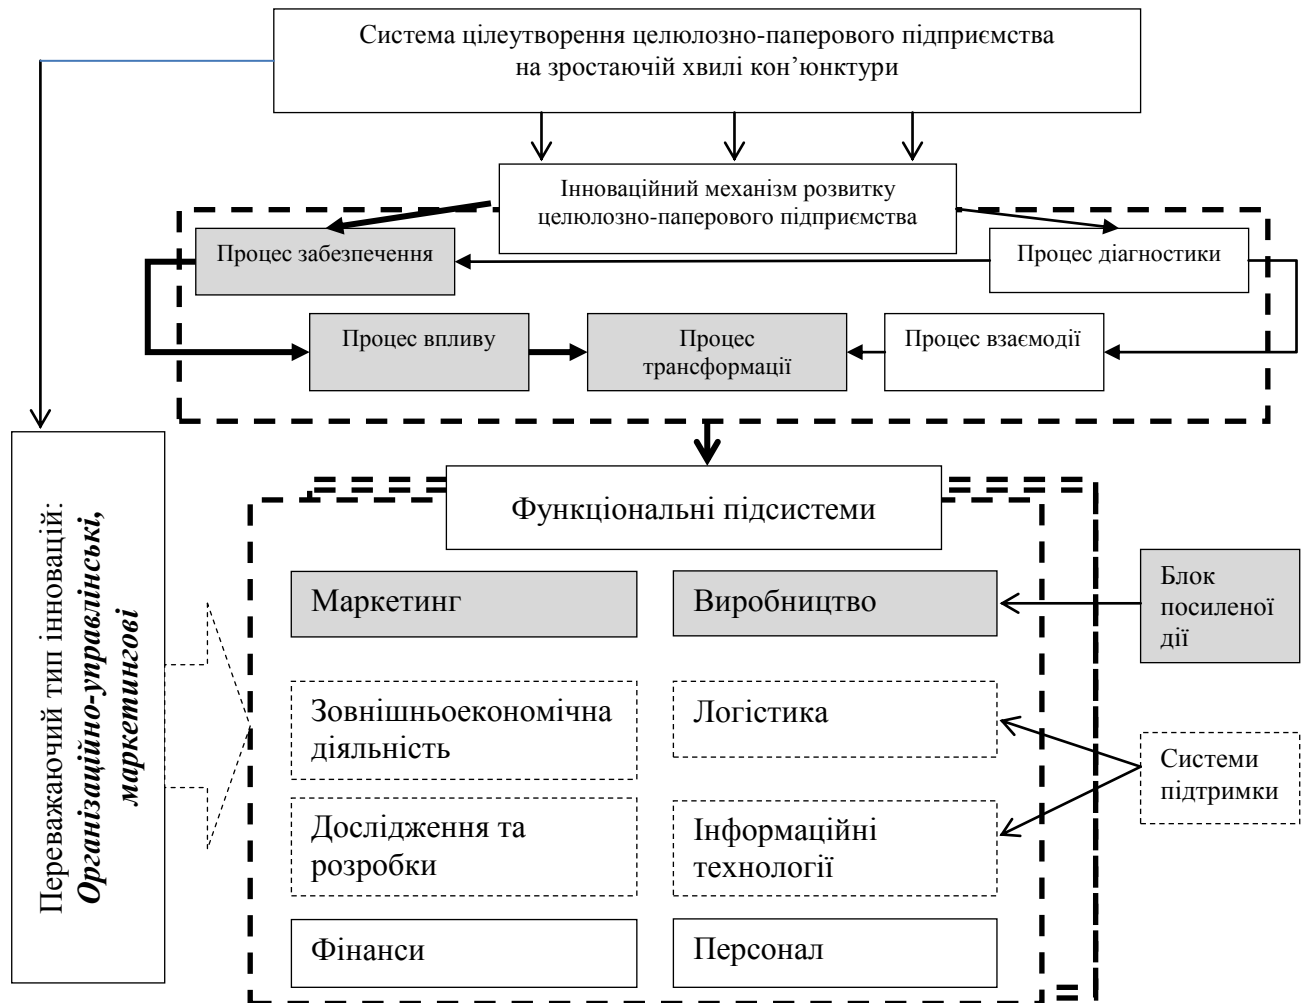 Система цілеутворення целюлозно-паперового підприємства
на зростаючій хвилі кон’юнктури
Інноваційний механізм розвитку
целюлозно-паперового підприємства
Процес забезпечення
Процес діагностики
Процес впливу
Процес
трансформації
Процес взаємодії
Переважаючий тип інновацій:
Організаційно-управлінські,
маркетингові
Функціональні підсистеми
Маркетинг
Виробництво
Блок
посиленої
дії
Зовнішньоекономічна
діяльність
Логістика
Системи
підтримки
Дослідження та
розробки
Інформаційні
технології
Фінанси
Персонал